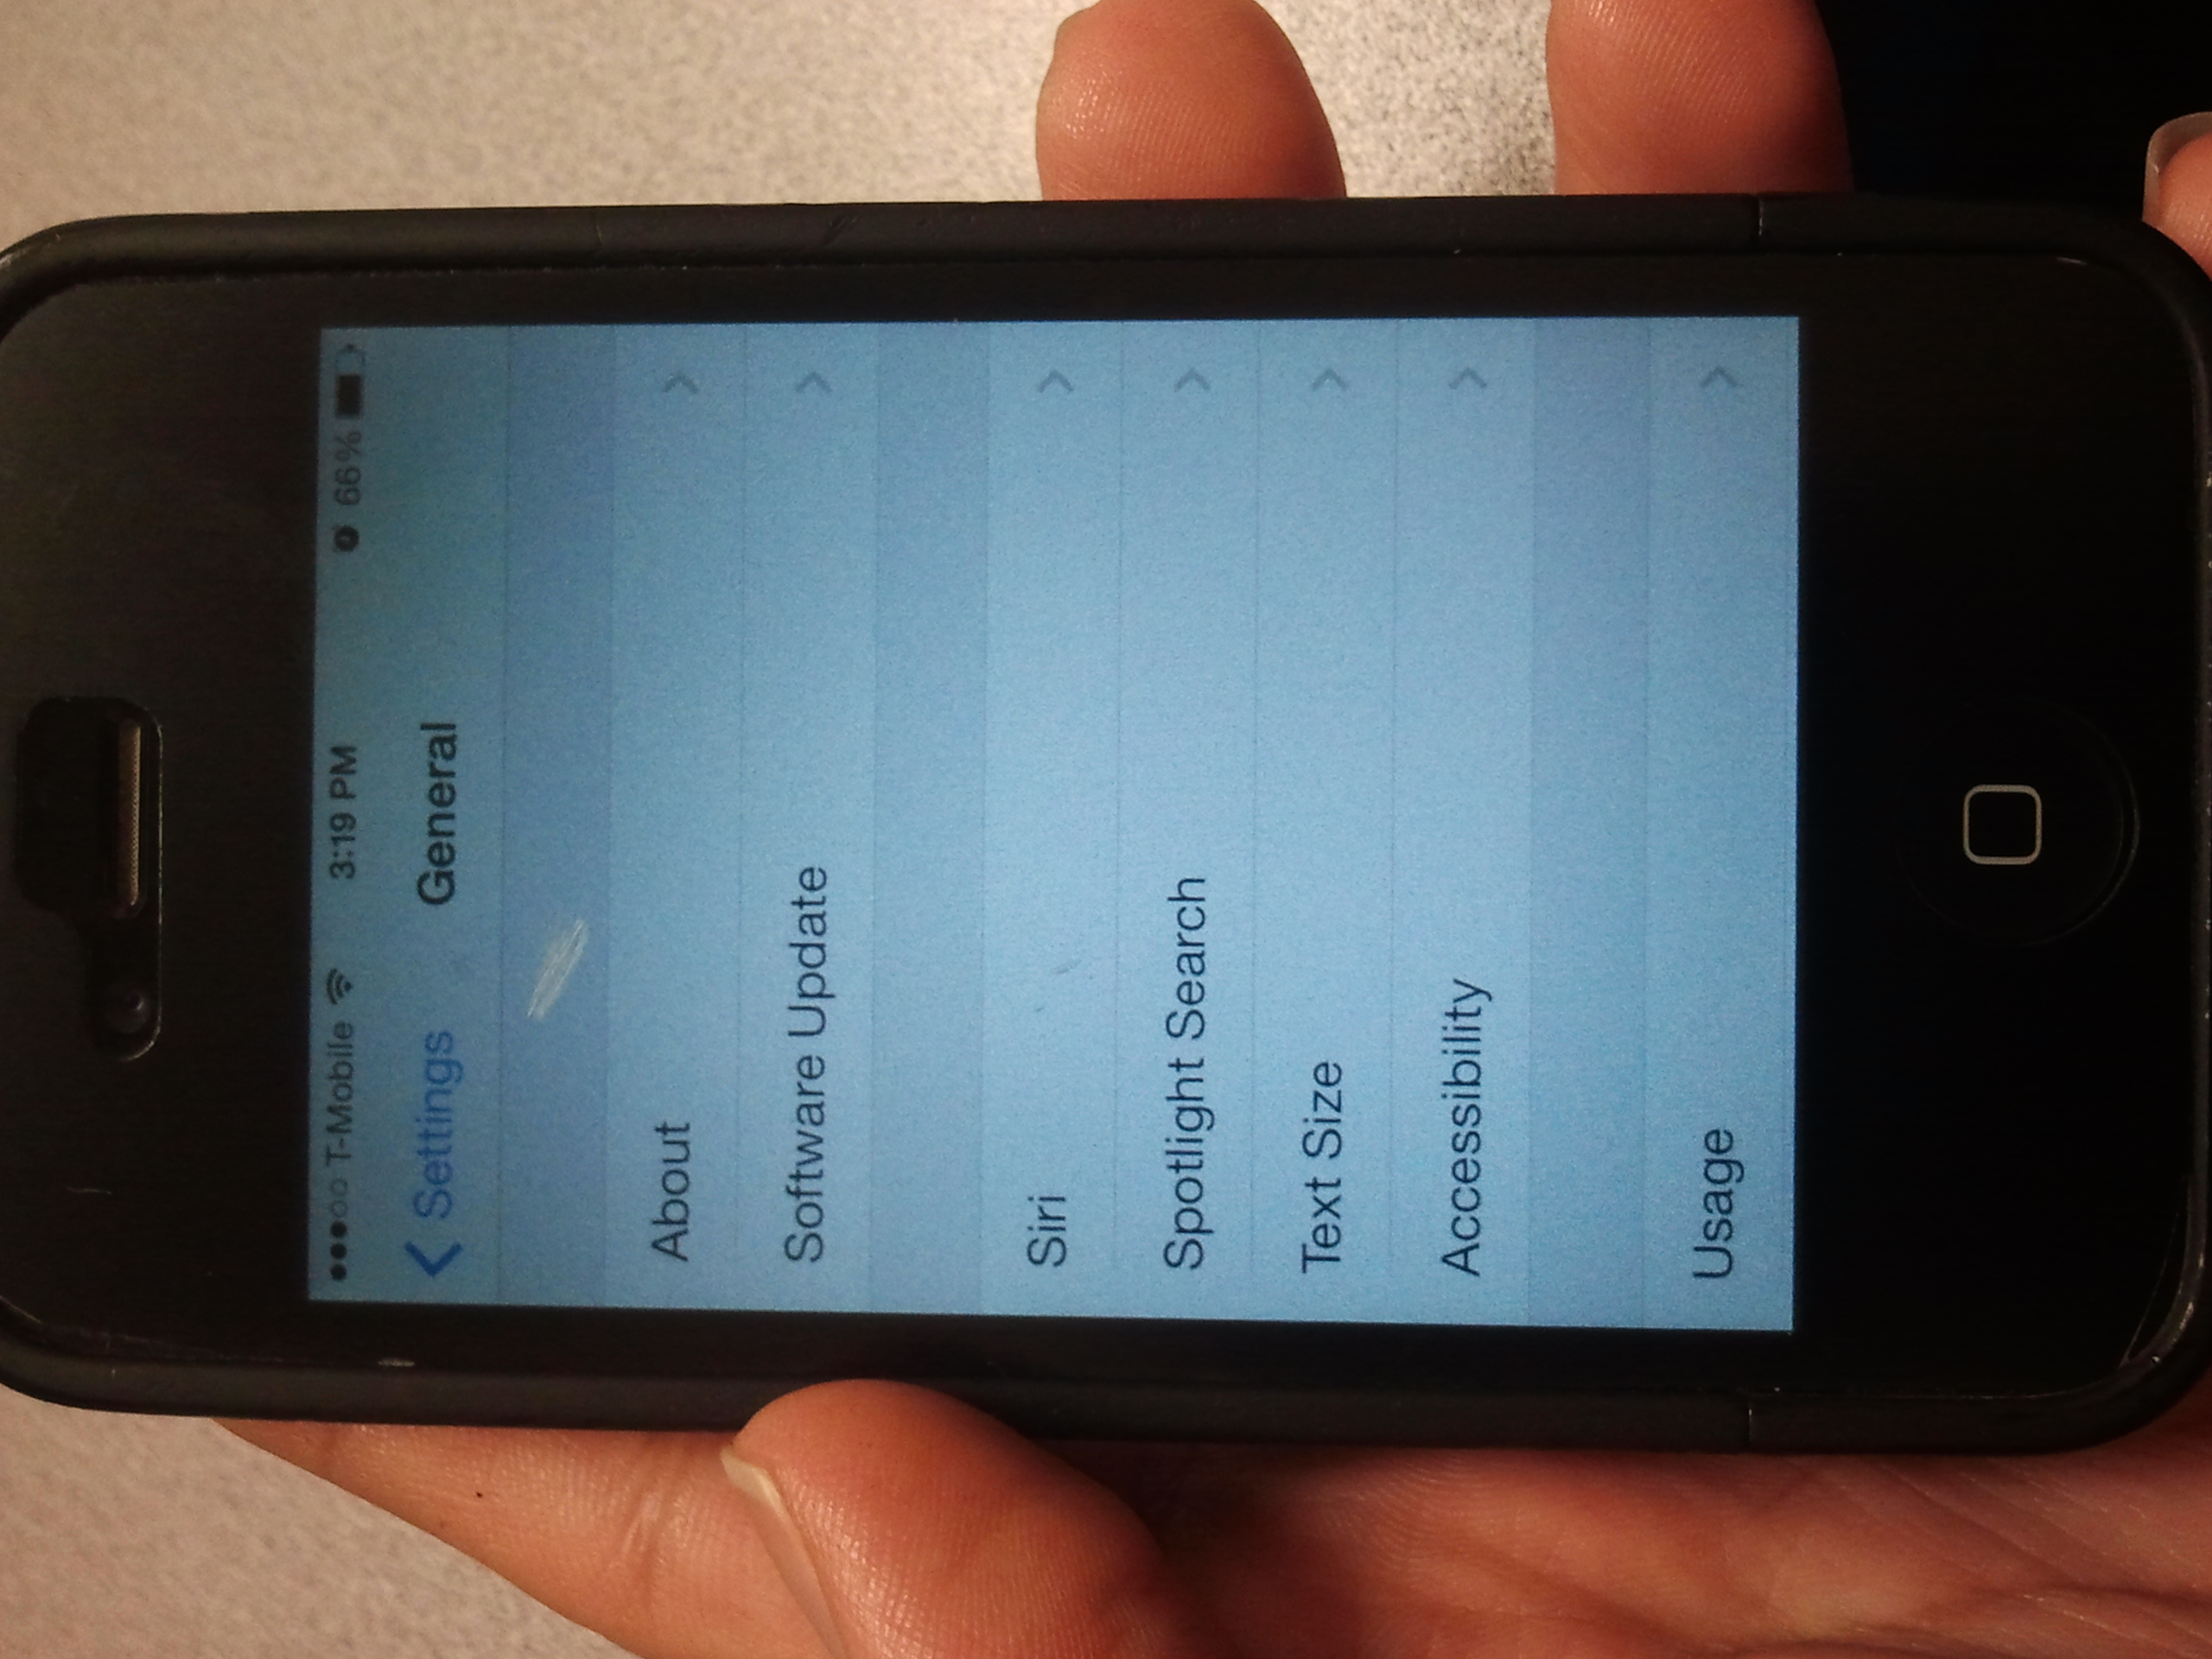 T-Mobile 3:19 PM 66%
Settings General
About
Software Update
Siri
Spotlight Search
Text Size
Accessibility
Usage